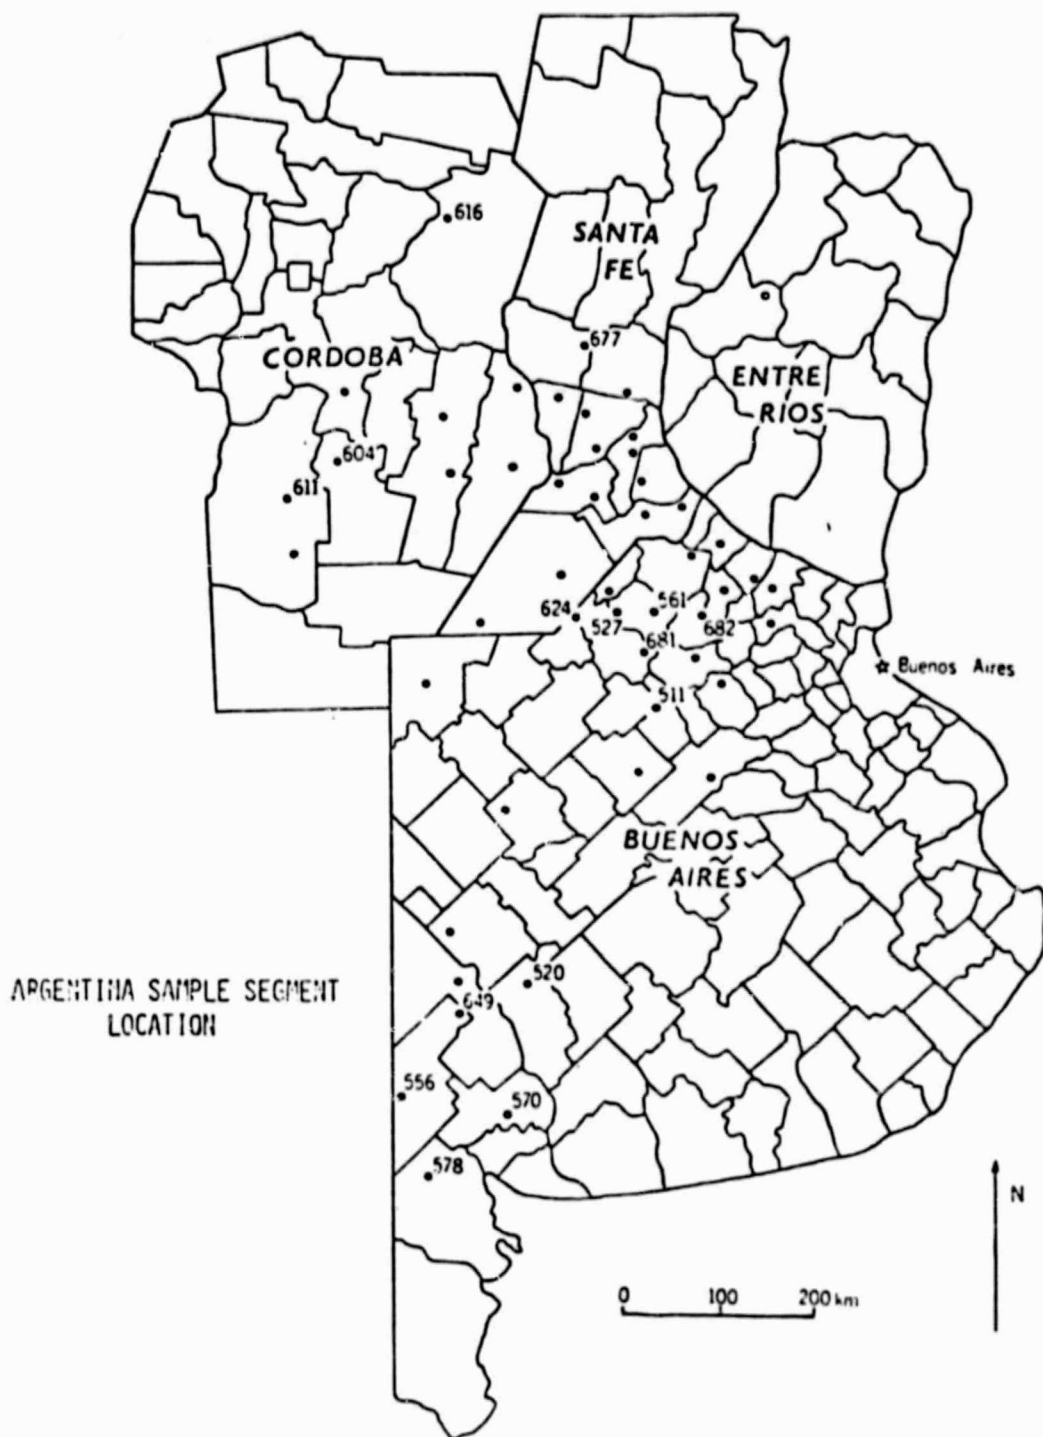 616
SANTA
FE
677
CORDOBA
ENTRE
RIOS
604
611
624
527
561
681
682
511
Buenos Aires
BUENOS
AIRES
ARGENTINA SAMPLE SEGMENT
LOCATION
520
649
556
570
578
N
0 100 200 km